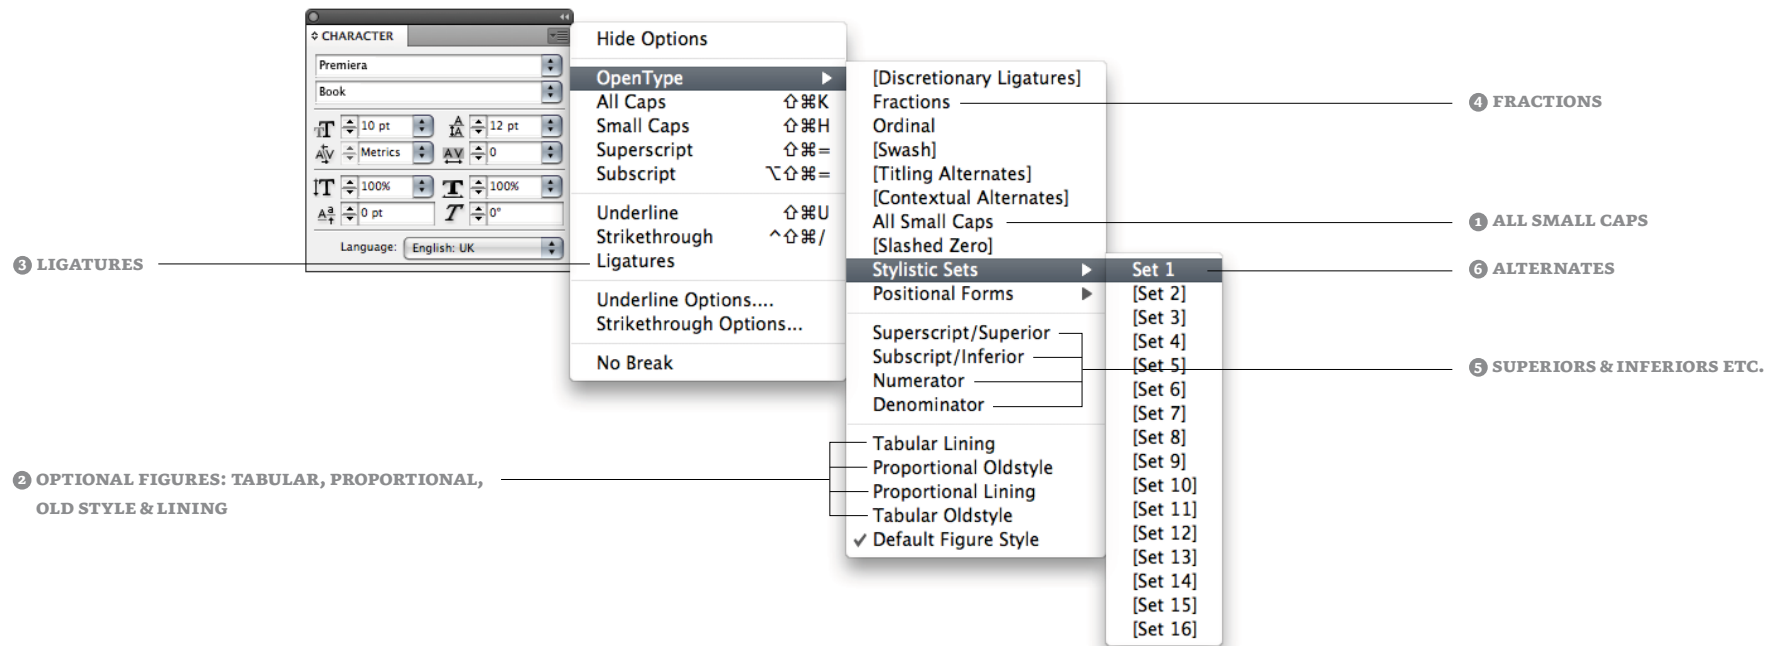 CHARACTER
Premiera
Book
10 pt
12 pt
Metrics
0
100%
100%
0 pt
0°
Language: English: UK
Hide Options
OpenType
All Caps ⇧⌘K
Small Caps ⇧⌘H
Superscript ⇧⌘=
Subscript ⌥⇧⌘=
Underline ⇧⌘U
Strikethrough ^⇧⌘/
Ligatures
Underline Options....
Strikethrough Options...
No Break
[Discretionary Ligatures]
Fractions
Ordinal
[Swash]
[Titling Alternates]
[Contextual Alternates]
All Small Caps
[Slashed Zero]
Stylistic Sets
Positional Forms
Superscript/Superior
Subscript/Inferior
Numerator
Denominator
Tabular Lining
Proportional Oldstyle
Proportional Lining
Tabular Oldstyle
✓ Default Figure Style
Set 1
[Set 2]
[Set 3]
[Set 4]
[Set 5]
[Set 6]
[Set 7]
[Set 8]
[Set 9]
[Set 10]
[Set 11]
[Set 12]
[Set 13]
[Set 14]
[Set 15]
[Set 16]
3 LIGATURES
2 OPTIONAL FIGURES: TABULAR, PROPORTIONAL,
OLD STYLE & LINING
4 FRACTIONS
1 ALL SMALL CAPS
6 ALTERNATES
5 SUPERIORS & INFERIORS ETC.